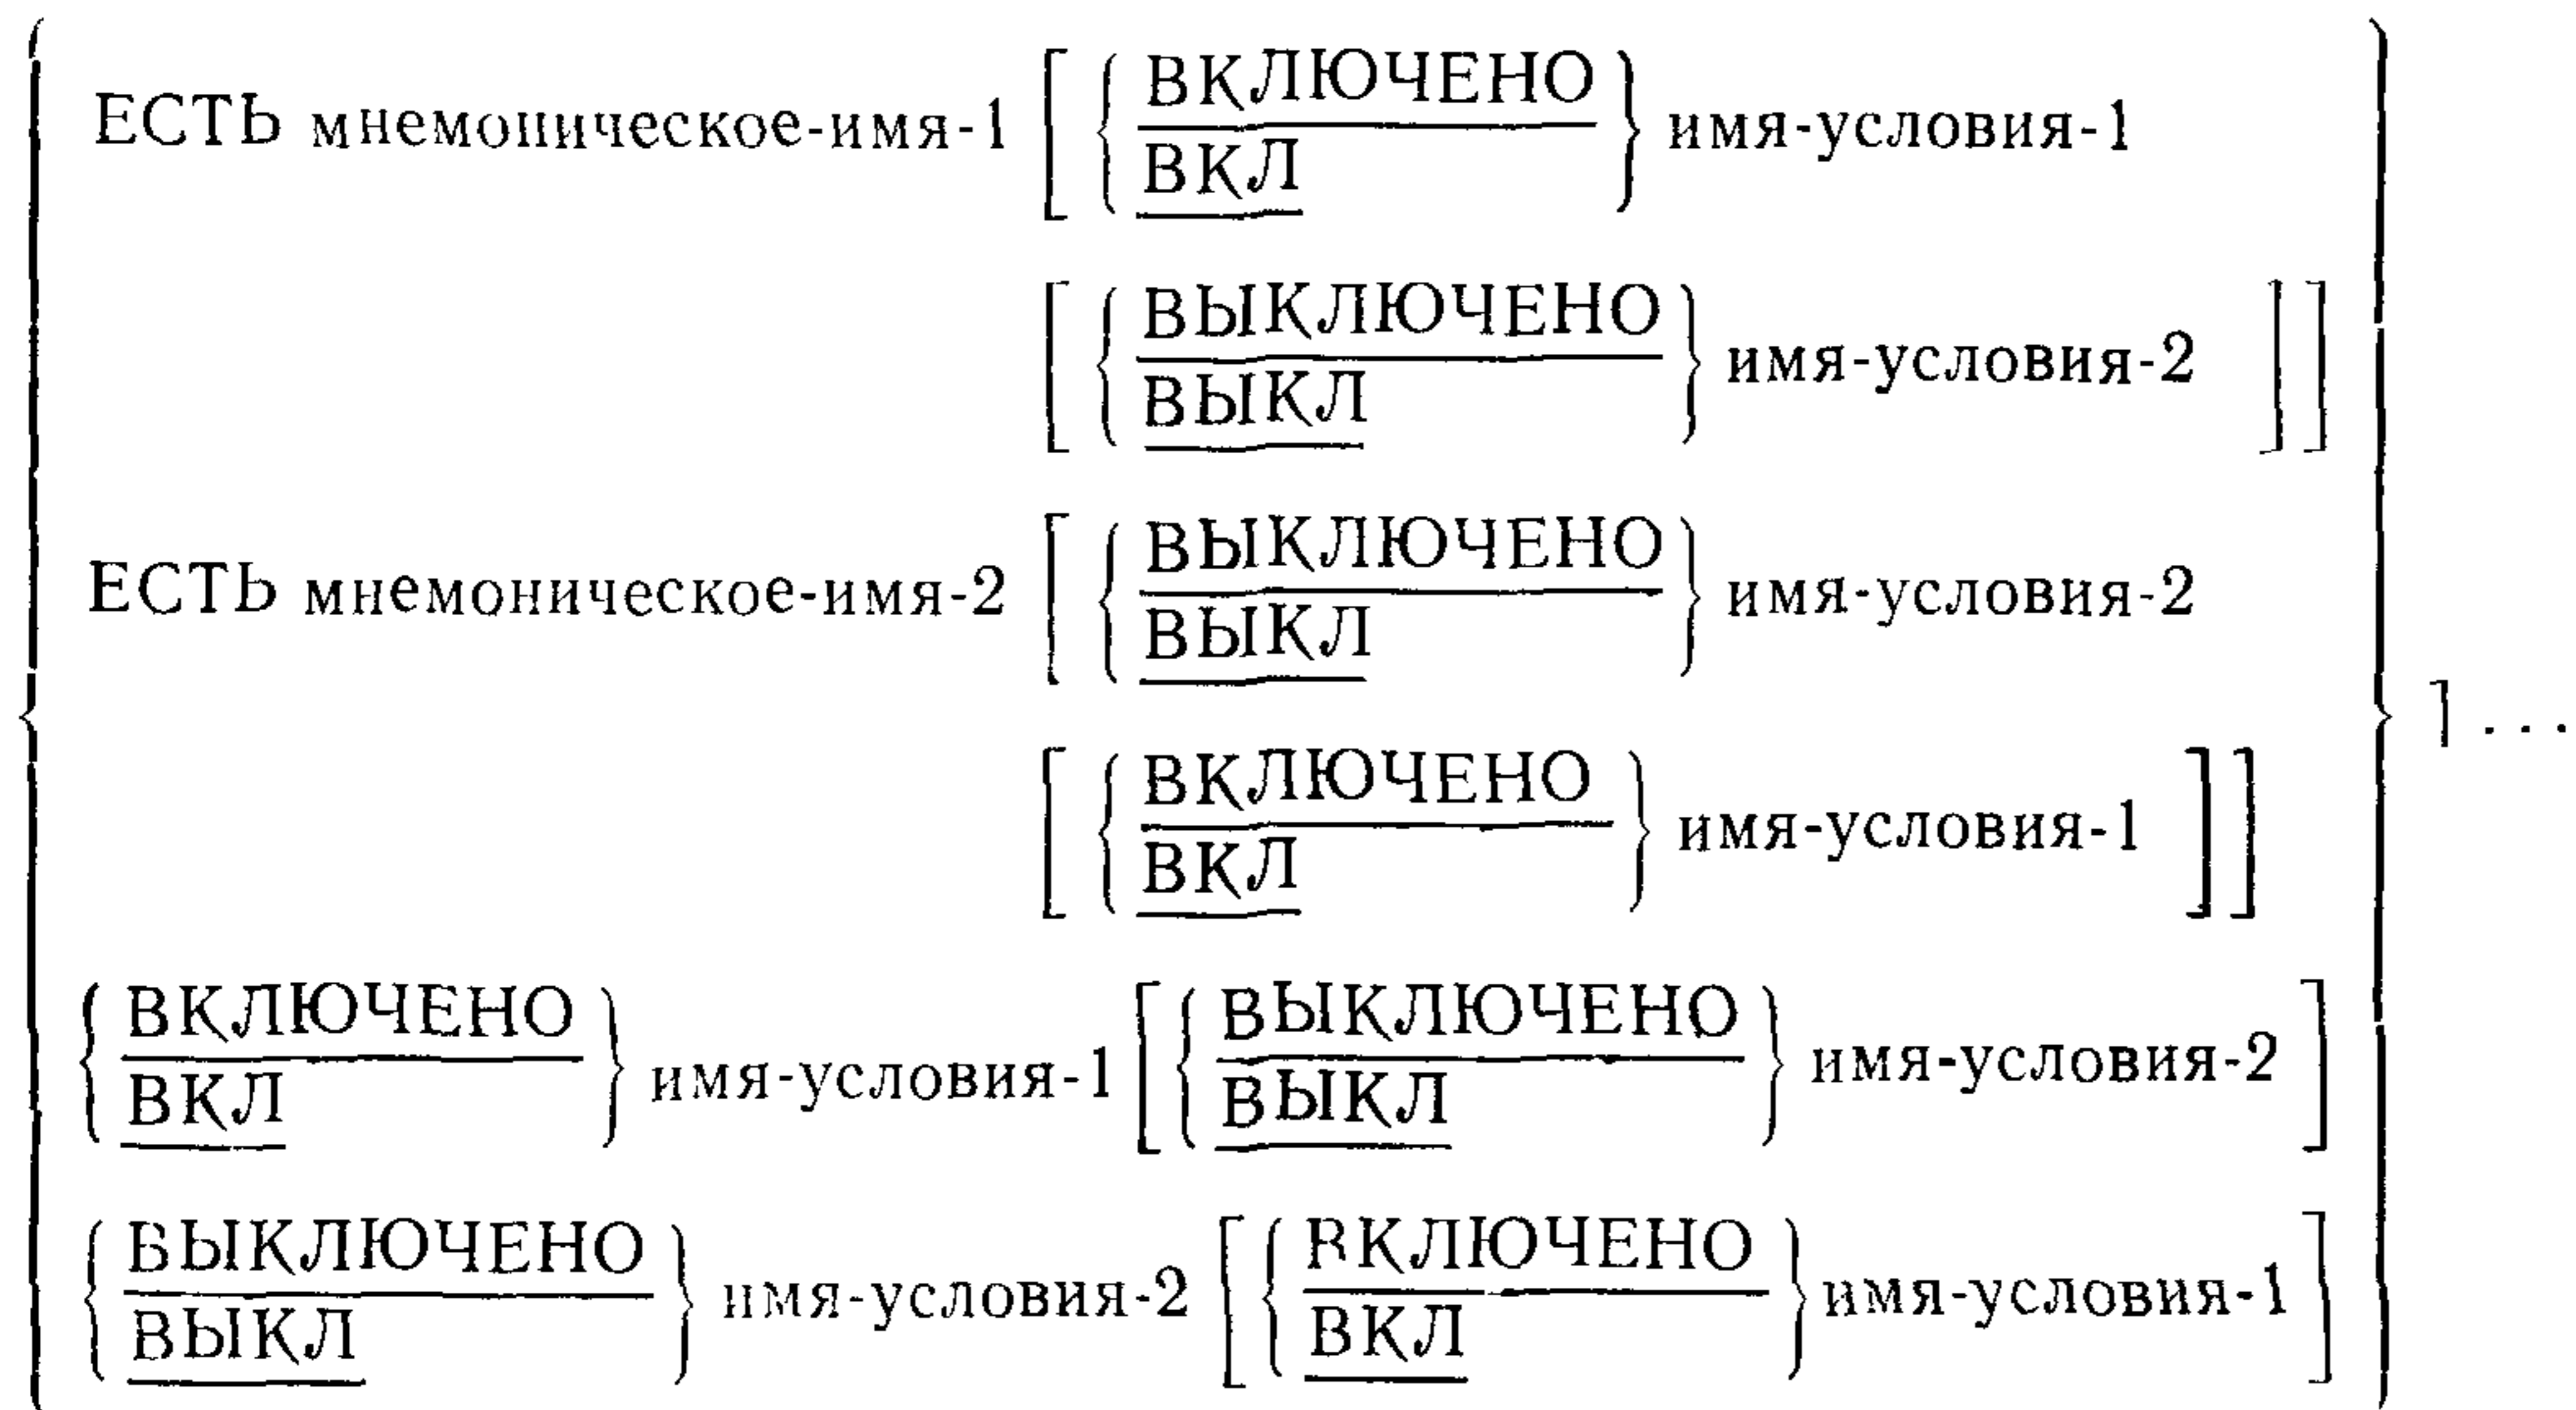 ВКЛЮЧЕНО
ЕСТЬ мнемоническое-имя-1 [ { } имя-условия-1
ВКЛ
ВЫКЛЮЧЕНО
[ { } имя-условия-2 ] ]
ВЫКЛ
ВЫКЛЮЧЕНО
ЕСТЬ мнемоническое-имя-2 [ { } имя-условия-2
ВЫКЛ
] ...
ВКЛЮЧЕНО
[ { } имя-условия-1 ] ]
ВКЛ
ВКЛЮЧЕНО ВЫКЛЮЧЕНО
{ } имя-условия-1 [ { } имя-условия-2 ]
ВКЛ ВЫКЛ
ВЫКЛЮЧЕНО ВКЛЮЧЕНО
{ } имя-условия-2 [ { } имя-условия-1 ]
ВЫКЛ ВКЛ